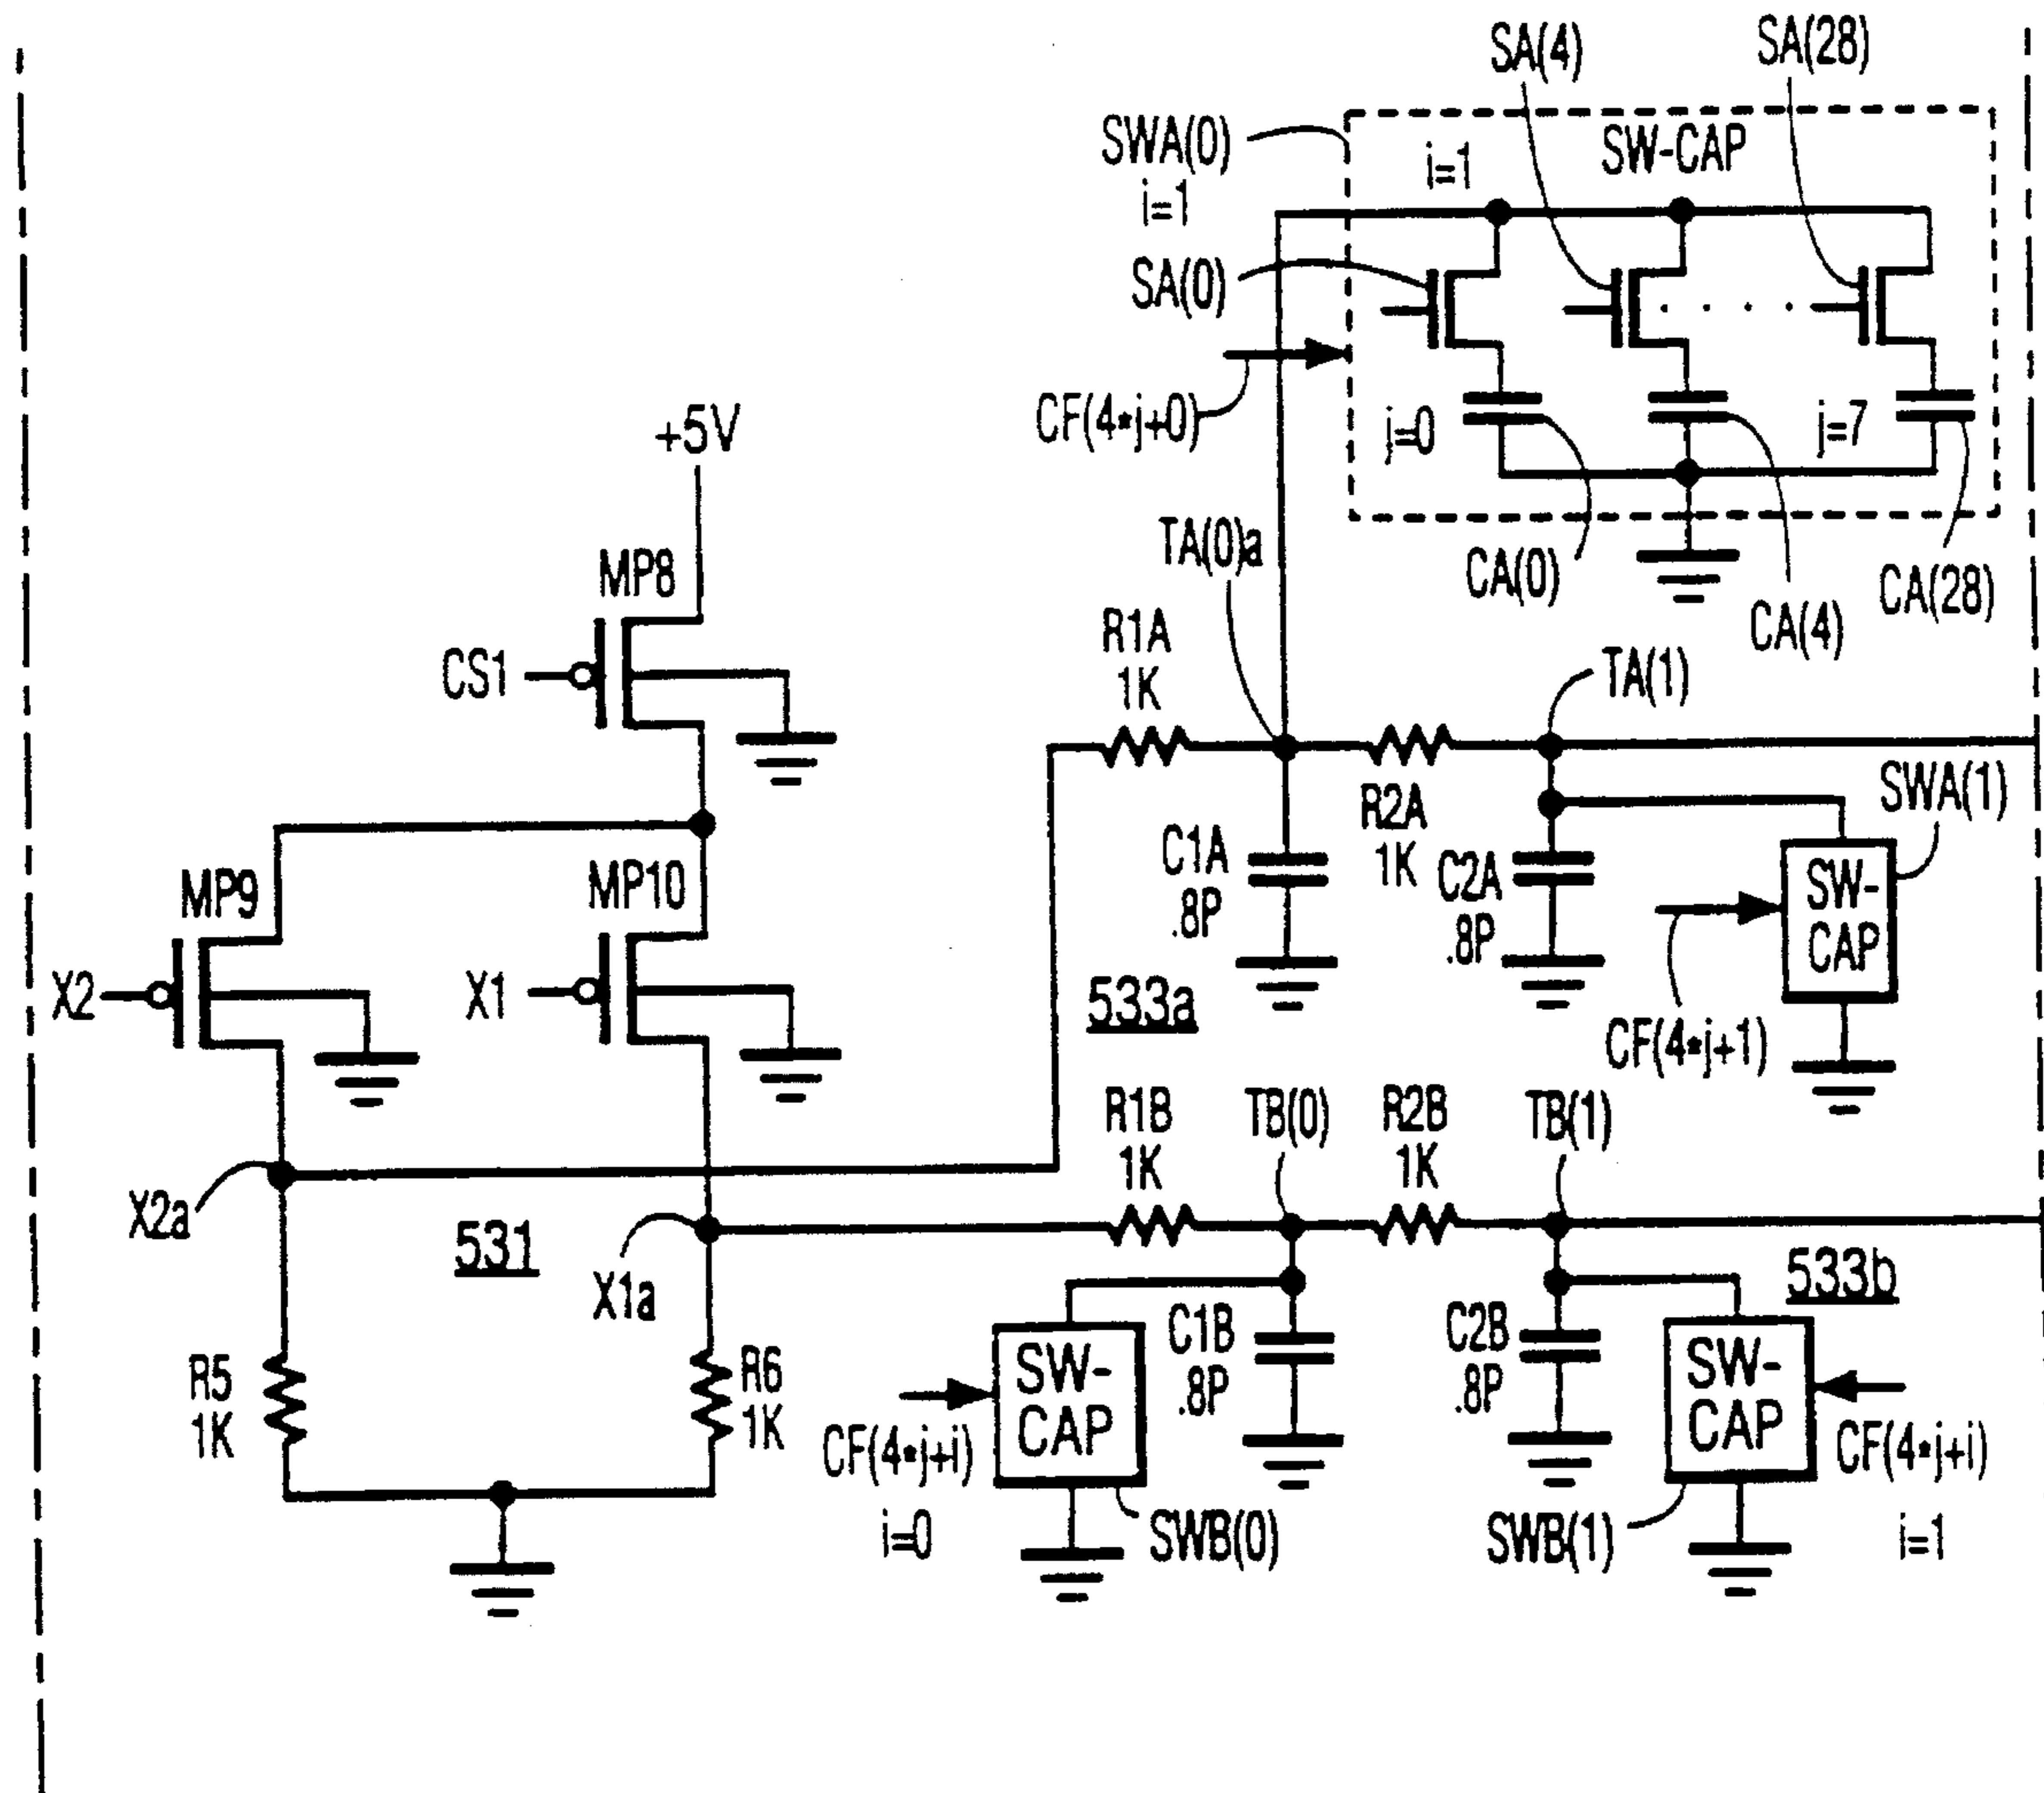 SA(4)
SA(28)
SWA(0)
i=1
i=1
SW-CAP
SA(0)
CF(4*j+0)
j=0
j=7
+5V
TA(0)a
CA(0)
CA(4)
CA(28)
MP8
CS1
R1A
1K
TA(1)
SWA(1)
R2A
1K
C1A
.8P
C2A
.8P
SW-
CAP
MP9
MP10
X2
X1
533a
CF(4*j+1)
R1B
1K
TB(0)
R2B
1K
TB(1)
X2a
531
X1a
533b
C1B
.8P
C2B
.8P
SW-
CAP
SW-
CAP
R5
1K
R6
1K
CF(4*j+i)
i=0
SWB(0)
SWB(1)
CF(4*j+i)
i=1